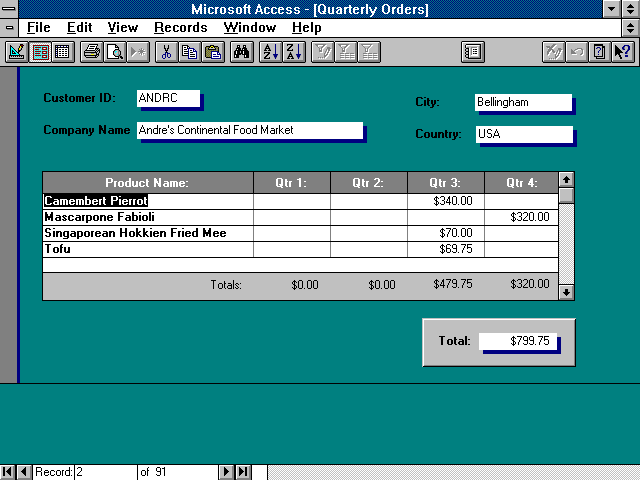 Microsoft Access - [Quarterly Orders]
File Edit View Records Window Help
Customer ID: ANDRC
City: Bellingham
Company Name Andre's Continental Food Market
Country: USA
Product Name: Qtr 1: Qtr 2: Qtr 3: Qtr 4:
Camembert Pierrot $340.00
Mascarpone Fabioli $320.00
Singaporean Hokkien Fried Mee $70.00
Tofu $69.75
Totals: $0.00 $0.00 $479.75 $320.00
Total: $799.75
Record: 2 of 91